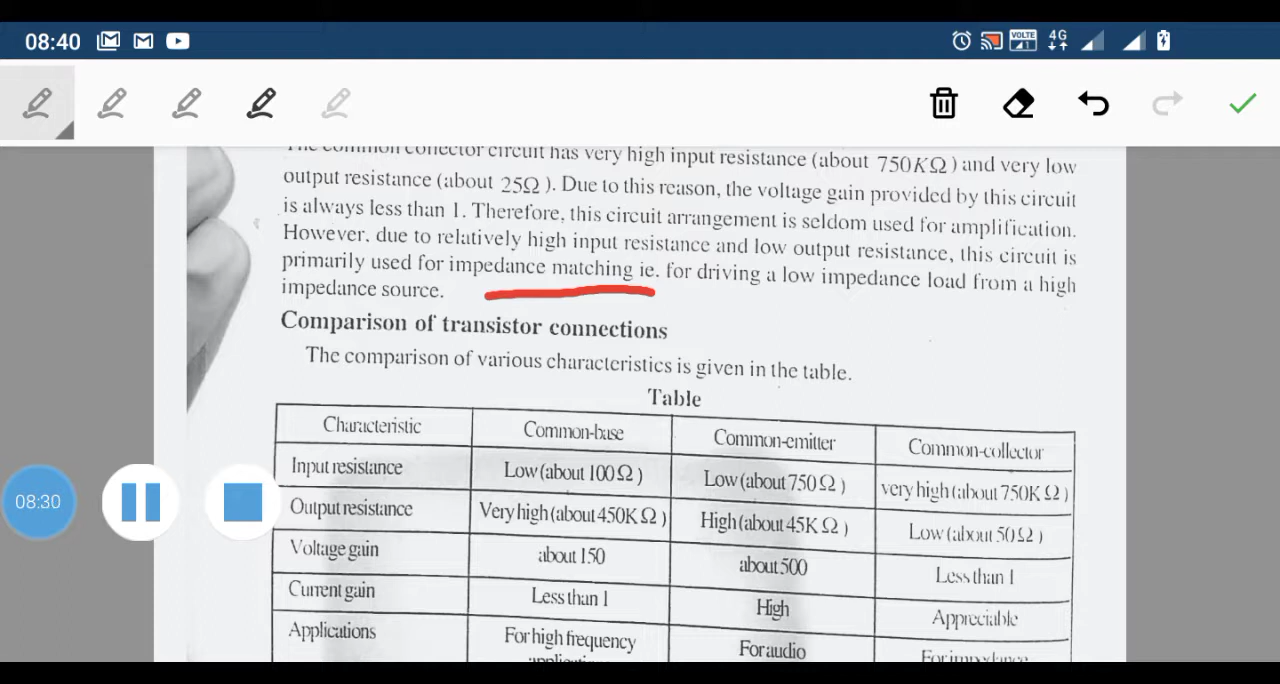 08:40
VOLTE
1
4G
The common collector circuit has very high input resistance (about 750KΩ) and very low
output resistance (about 25Ω). Due to this reason, the voltage gain provided by this circuit
is always less than 1. Therefore, this circuit arrangement is seldom used for amplification.
However, due to relatively high input resistance and low output resistance, this circuit is
primarily used for impedance matching ie. for driving a low impedance load from a high
impedance source.
Comparison of transistor connections
The comparison of various characteristics is given in the table.
Table
Characteristic Common-base Common-emitter Common-collector
Input resistance Low (about 100Ω) Low (about 750Ω) very high (about 750KΩ)
Output resistance Very high (about 450KΩ) High (about 45KΩ) Low (about 50Ω)
Voltage gain about 150 about 500 Less than 1
Current gain Less than 1 High Appreciable
Applications For high frequency For audio For impedance
08:30